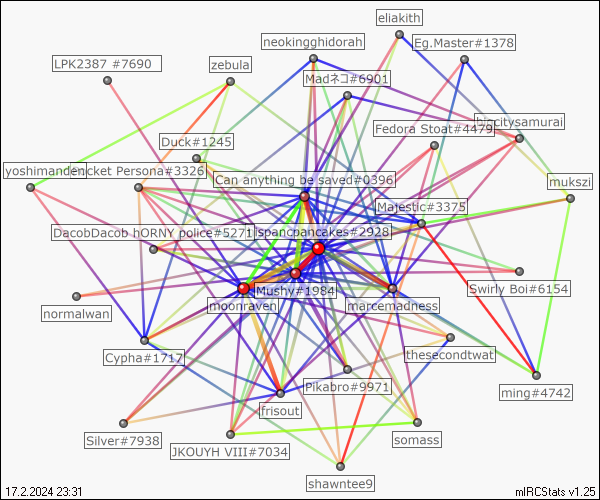 eliakith
neokingghidorah
Eg.Master#1378
LPK2387 #7690
zebula
Madネコ#6901
bigcitysamurai
Fedora Stoat#4479
Duck#1245
yoshimande
cket Persona#3326
Can anything be saved#0396
mukszi
Majestic#3375
DacobDacob hORNY police#5271
ispancpancakes#2928
Swirly Boi#6154
Mushy#1984
normalwan
moonraven
marcemadness
Cypha#1717
thesecondtwat
Pikabro#9971
ming#4742
frisout
Silver#7938
JKOUYH VIII#7034
somass
shawntee9
17.2.2024 23:31
mIRCStats v1.25